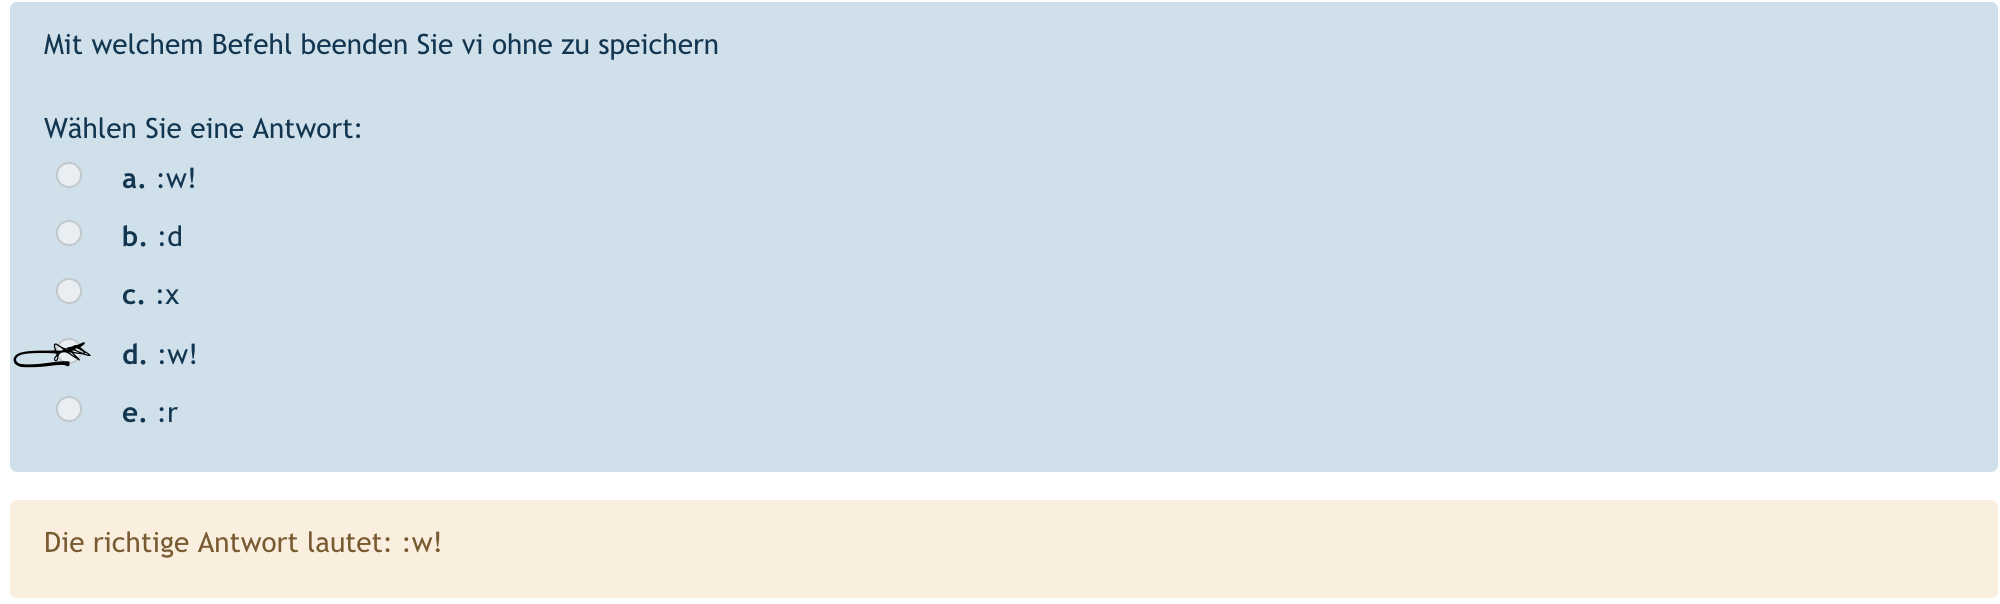 Mit welchem Befehl beenden Sie vi ohne zu speichern
Wählen Sie eine Antwort:
a. :w!
b. :d
c. :x
d. :w!
e. :r
Die richtige Antwort lautet: :w!